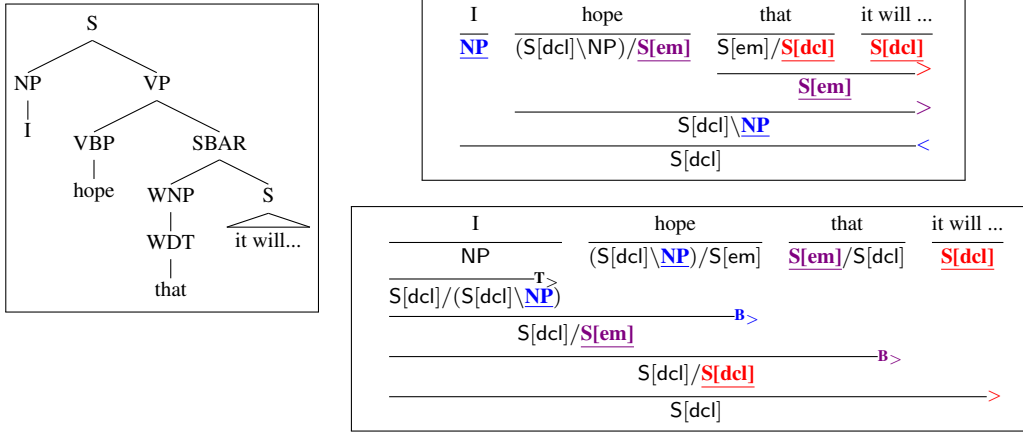 S
NP VP
I
VBP SBAR
hope
WNP S
WDT it will...
that
I hope that it will ...
NP (S[dcl]\NP)/S[em] S[em]/S[dcl] S[dcl]
>
S[em]
>
S[dcl]\NP
<
S[dcl]
I hope that it will ...
NP (S[dcl]\NP)/S[em] S[em]/S[dcl] S[dcl]
T>
S[dcl]/(S[dcl]\NP)
B>
S[dcl]/S[em]
B>
S[dcl]/S[dcl]
>
S[dcl]